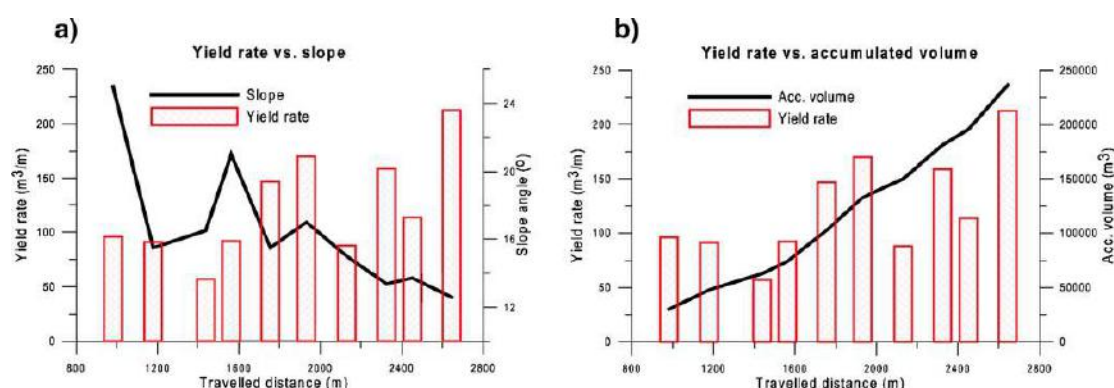 a)
Yield rate vs. slope
250
200
150
100
50
0
Yield rate (m3/m)
Slope
Yield rate
24
20
16
12
Slope angle (º)
800 1200 1600 2000 2400 2800
Travelled distance (m)
b)
Yield rate vs. accumulated volume
250
200
150
100
50
0
Yield rate (m3/m)
Acc. volume
Yield rate
250000
200000
150000
100000
50000
0
Acc. volume (m3)
800 1200 1600 2000 2400 2800
Travelled distance (m)